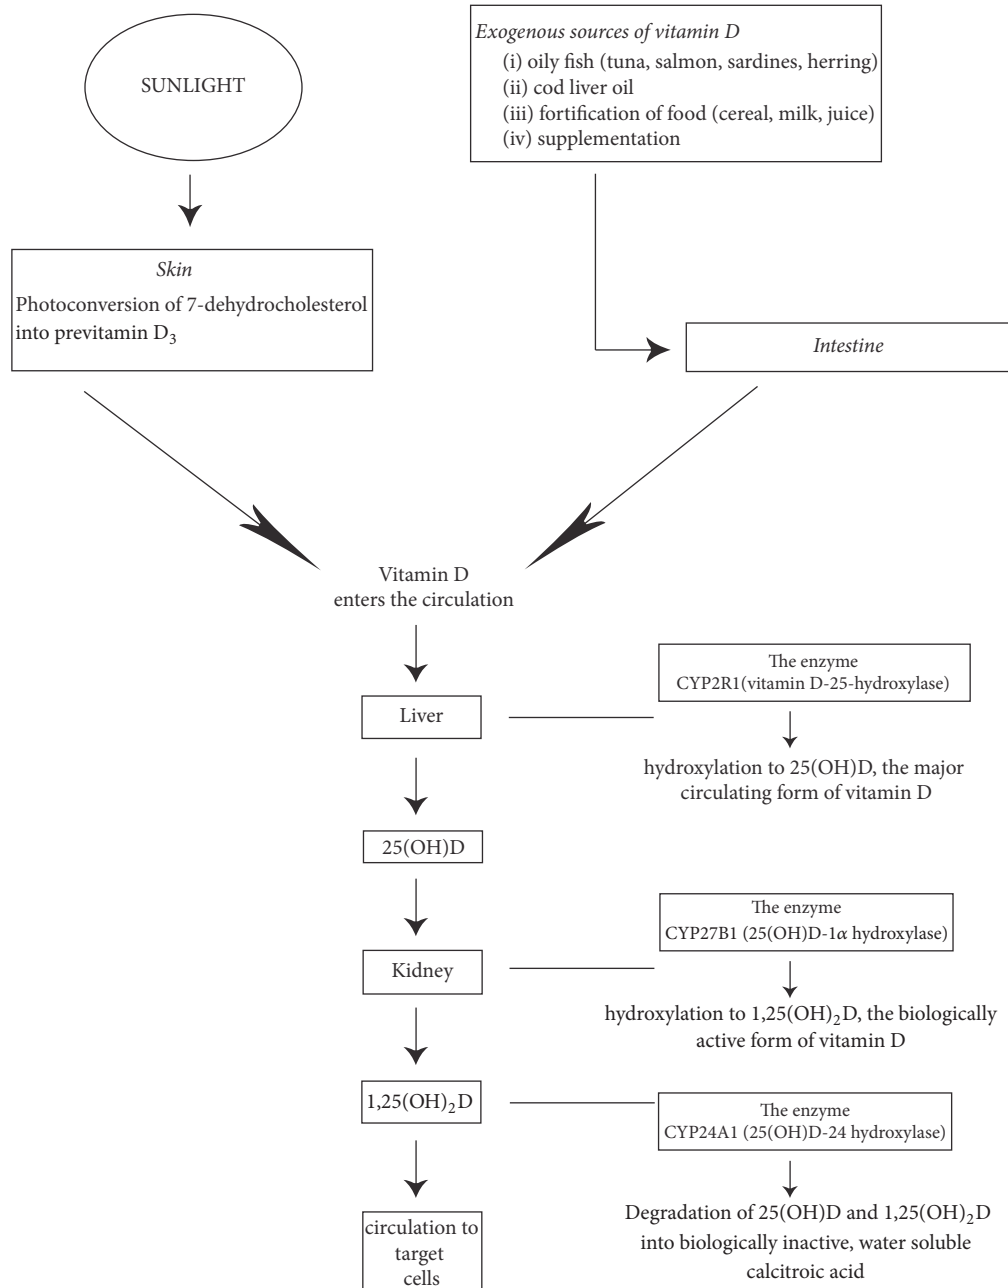 SUNLIGHT
Exogenous sources of vitamin D
(i) oily fish (tuna, salmon, sardines, herring)
(ii) cod liver oil
(iii) fortification of food (cereal, milk, juice)
(iv) supplementation
Skin
Photoconversion of 7-dehydrocholesterol
into previtamin D₃
Intestine
Vitamin D
enters the circulation
Liver
The enzyme
CYP2R1(vitamin D-25-hydroxylase)
hydroxylation to 25(OH)D, the major
circulating form of vitamin D
25(OH)D
Kidney
The enzyme
CYP27B1 (25(OH)D-1α hydroxylase)
hydroxylation to 1,25(OH)₂D, the biologically
active form of vitamin D
1,25(OH)₂D
The enzyme
CYP24A1 (25(OH)D-24 hydroxylase)
Degradation of 25(OH)D and 1,25(OH)₂D
into biologically inactive, water soluble
calcitroic acid
circulation to
target
cells